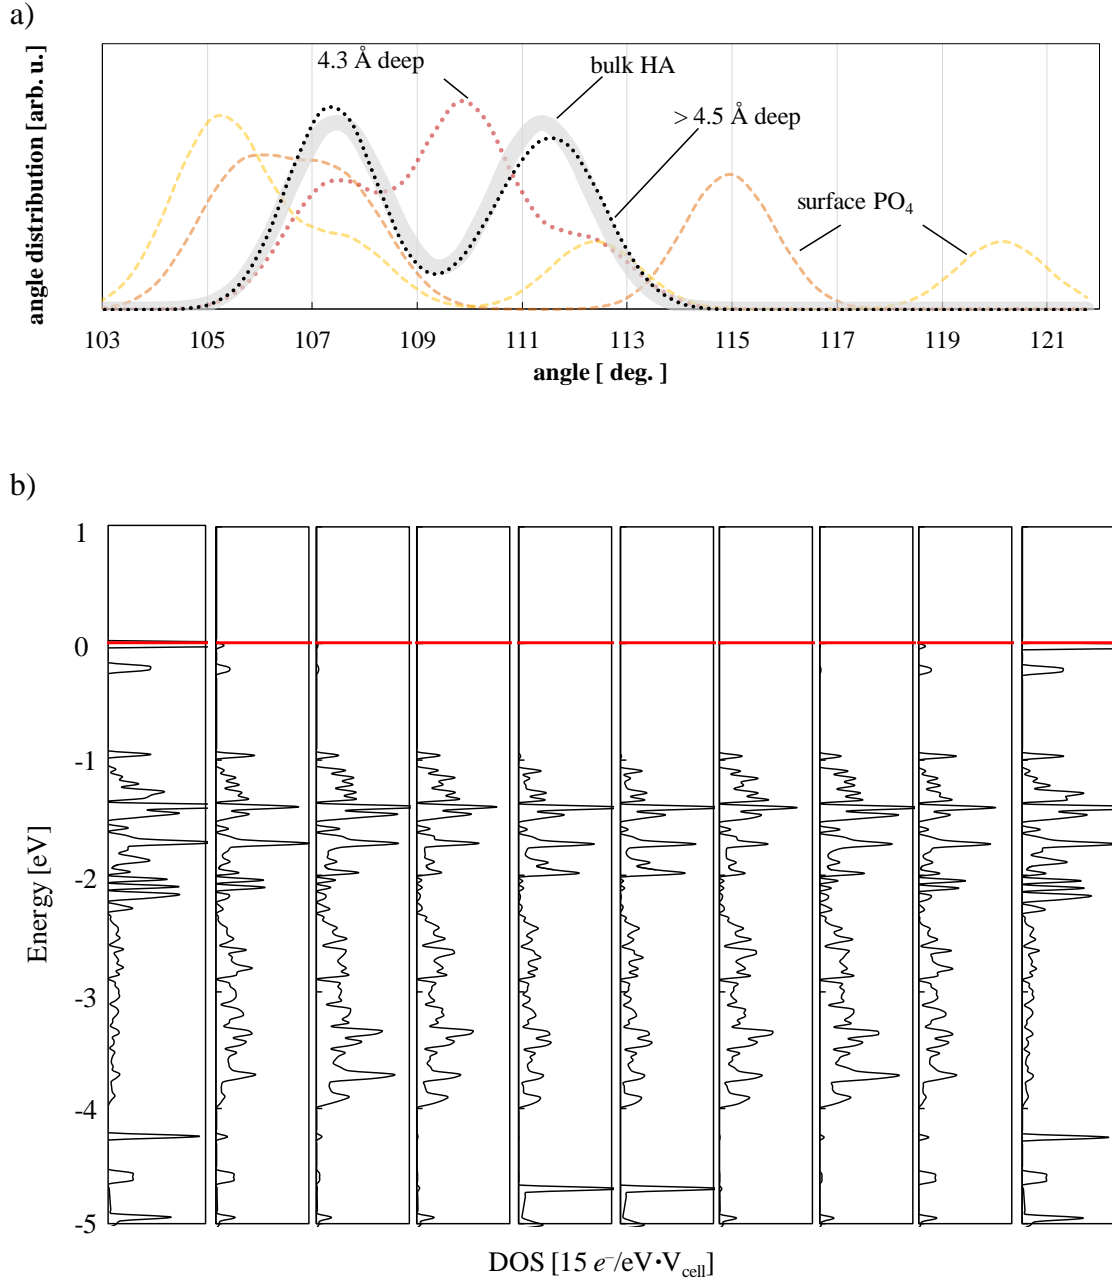 a)
angle distribution [arb. u.]
4.3 Å deep
bulk HA
> 4.5 Å deep
surface PO4
103 105 107 109 111 113 115 117 119 121
angle [ deg. ]
b)
Energy [eV]
1
0
-1
-2
-3
-4
-5
DOS [15 e⁻/eV·Vcell]